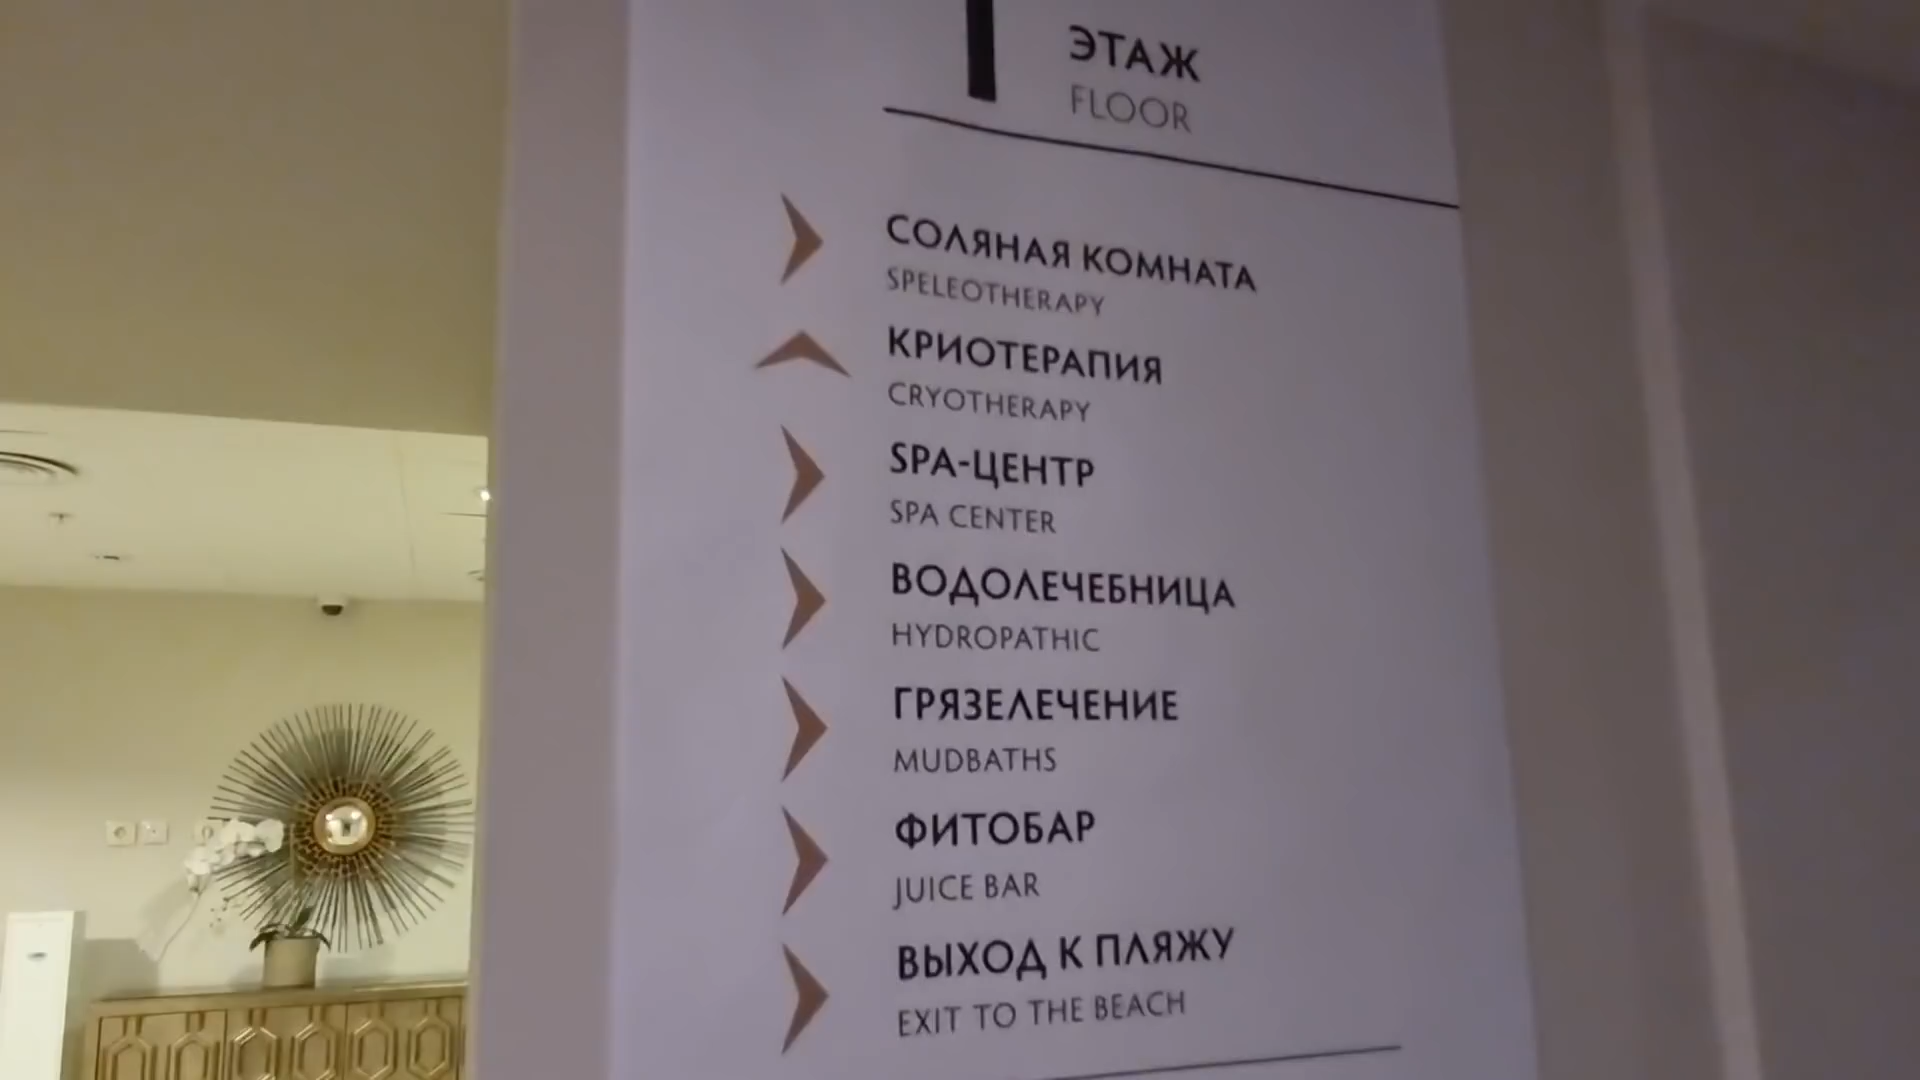 1
ЭТАЖ
FLOOR
СОЛЯНАЯ КОМНАТА
SPELEOTHERAPY
КРИОТЕРАПИЯ
CRYOTHERAPY
SPA-ЦЕНТР
SPA CENTER
ВОДОЛЕЧЕБНИЦА
HYDROPATHIC
ГРЯЗЕЛЕЧЕНИЕ
MUDBATHS
ФИТОБАР
JUICE BAR
ВЫХОД К ПЛЯЖУ
EXIT TO THE BEACH